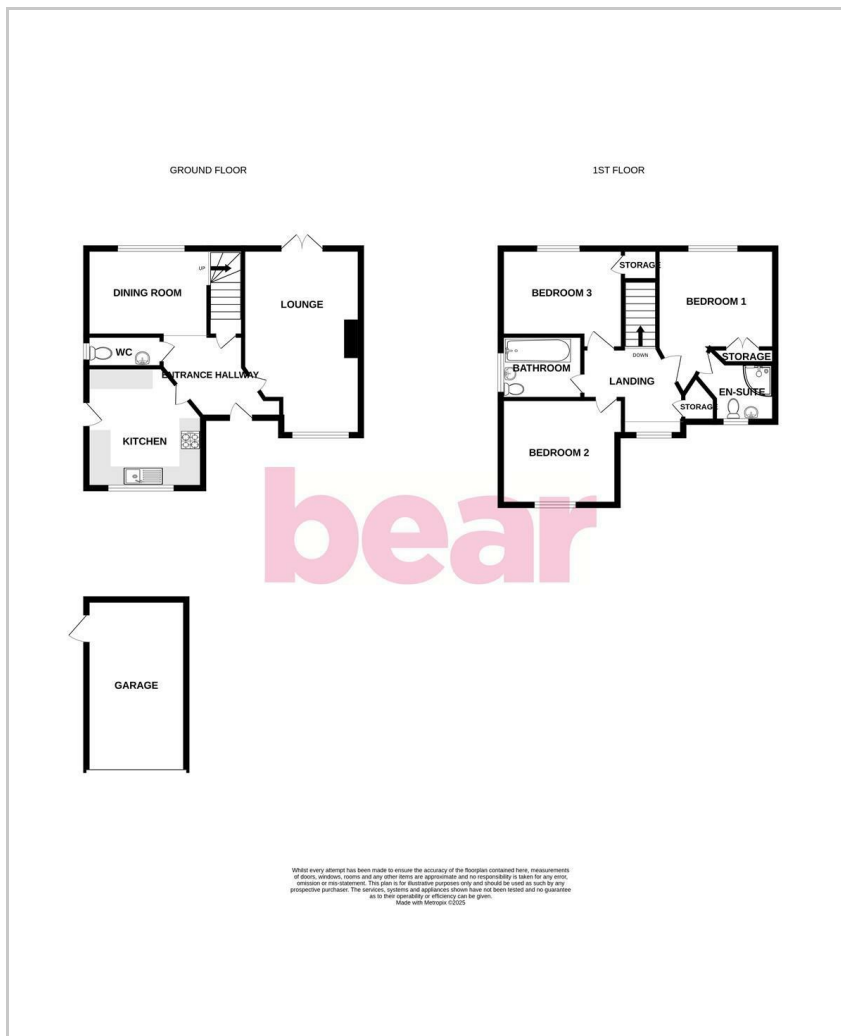 GROUND FLOOR
1ST FLOOR
DINING ROOM
UP
LOUNGE
WC
ENTRANCE HALLWAY
KITCHEN
GARAGE
STORAGE
BEDROOM 3
BEDROOM 1
DOWN
STORAGE
BATHROOM
LANDING
EN-SUITE
STORAGE
BEDROOM 2
bear
Whilst every attempt has been made to ensure the accuracy of the floorplan contained here, measurements
of doors, windows, rooms and any other items are approximate and no responsibility is taken for any error,
omission or mis-statement. This plan is for illustrative purposes only and should be used as such by any
prospective purchaser. The services, systems and appliances shown have not been tested and no guarantee
as to their operability or efficiency can be given.
Made with Metropix ©2025